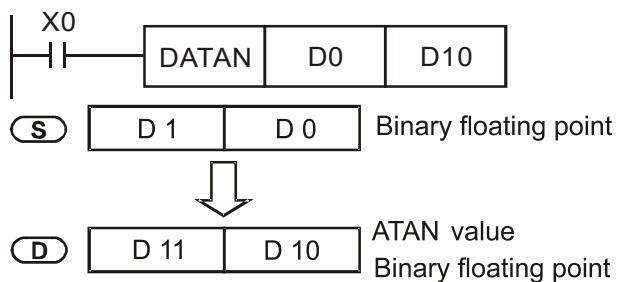 X0
DATAN D0 D10
S D 1 D 0 Binary floating point
D D 11 D 10 ATAN value
Binary floating point